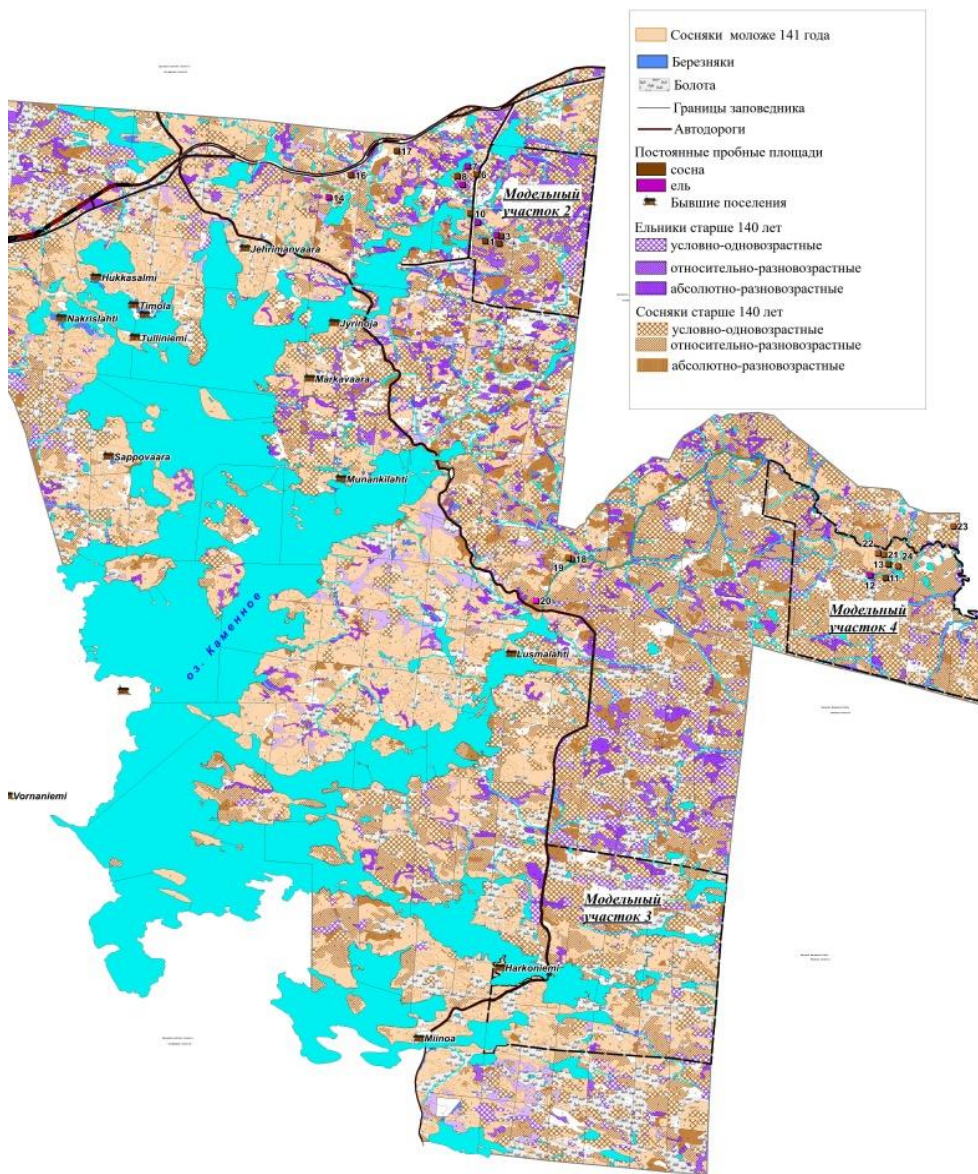 Сосняки моложе 141 года
Березняки
Болота
Границы заповедника
Автодороги
Постоянные пробные площади
сосна
ель
Бывшие поселения
Ельники старше 140 лет
условно-одновозрастные
относительно-разновозрастные
абсолютно-разновозрастные
Сосняки старше 140 лет
условно-одновозрастные
относительно-разновозрастные
абсолютно-разновозрастные
17
16
14
8
7
6
Модельный
участок 2
10
3
1
Jehrimanvaara
Hukkasalmi
Timola
Nakrislahti
Tulliniemi
Jyrinoja
Markavaara
Sappovaara
Munankilahti
23
22
21
24
13
12
11
Модельный
участок 4
19
18
20
оз. Каменное
Lusmalahti
Vornaniemi
Модельный
участок 3
Harkoniemi
Miinoa